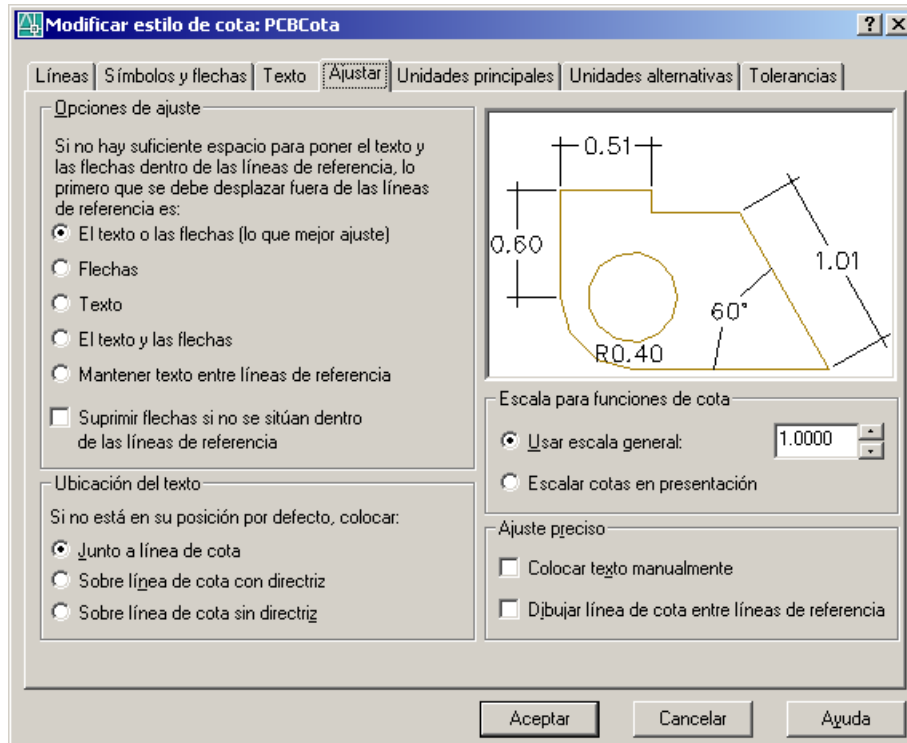 Modificar estilo de cota: PCBCota
Líneas
Símbolos y flechas
Texto
Ajustar
Unidades principales
Unidades alternativas
Tolerancias
Opciones de ajuste
Si no hay suficiente espacio para poner el texto y
las flechas dentro de las líneas de referencia, lo
primero que se debe desplazar fuera de las líneas
de referencia es:
El texto o las flechas (lo que mejor ajuste)
Flechas
Texto
El texto y las flechas
Mantener texto entre líneas de referencia
Suprimir flechas si no se sitúan dentro
de las líneas de referencia
Ubicación del texto
Si no está en su posición por defecto, colocar:
Junto a línea de cota
Sobre línea de cota con directriz
Sobre línea de cota sin directriz
0.51
0.60
1.01
60°
R0.40
Escala para funciones de cota
Usar escala general:
1.0000
Escalar cotas en presentación
Ajuste preciso
Colocar texto manualmente
Dibujar línea de cota entre líneas de referencia
Aceptar
Cancelar
Ayuda